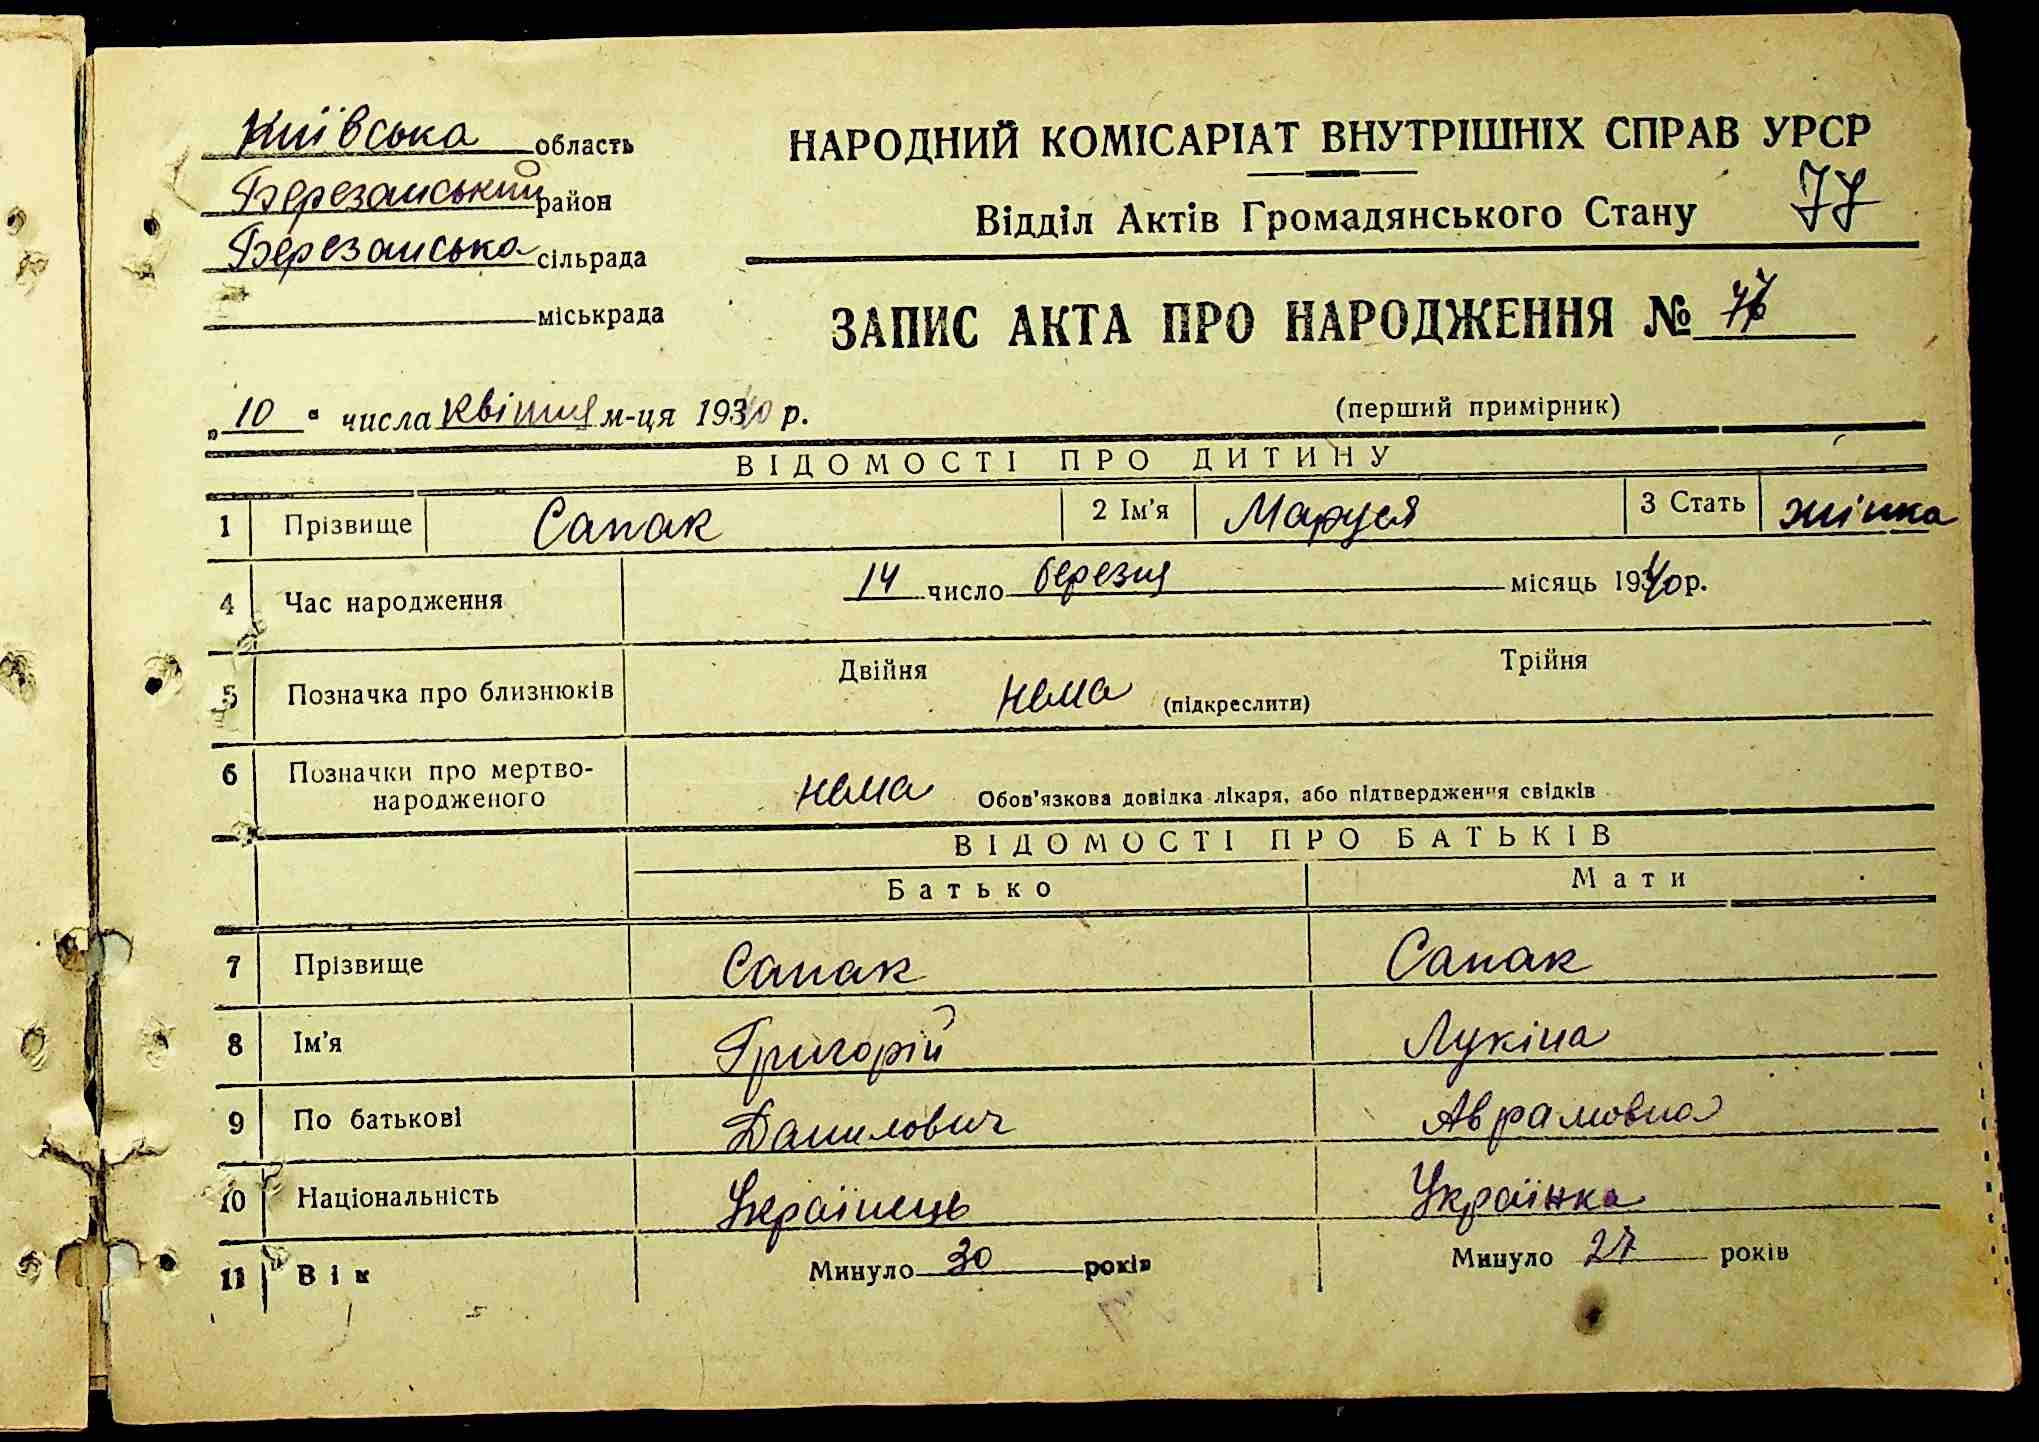 Київська область
Березанський район
Березанська сільрада
міськрада
НАРОДНИЙ КОМІСАРІАТ ВНУТРІШНІХ СПРАВ УРСР
Відділ Актів Громадянського Стану 77
ЗАПИС АКТА ПРО НАРОДЖЕННЯ №
„10“ числа квітня м-ця 1940 р.
(перший примірник)
ВІДОМОСТІ ПРО ДИТИНУ
1 Прізвище Сапак 2 Ім'я Маруся 3 Стать жінка
4 Час народження 14 число березня місяць 1940 р.
5 Позначка про близнюків Двійня нема (підкреслити) Трійня
6 Позначки про мертво-
народженого нема Обов'язкова довідка лікаря, або підтвердження свідків
ВІДОМОСТІ ПРО БАТЬКІВ
Батько Мати
7 Прізвище Сапак Сапак
8 Ім'я Григорій Лукіна
9 По батькові Данилович Аврамовна
10 Національність Українець Українка
11 Вік Минуло 30 років Минуло 27 років